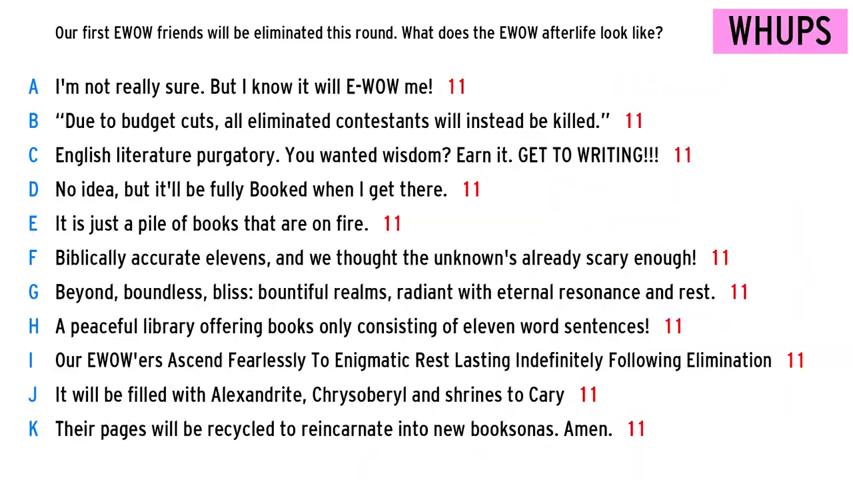 Our first EWOW friends will be eliminated this round. What does the EWOW afterlife look like?
WHUPS
A I'm not really sure. But I know it will E-WOW me! 11
B “Due to budget cuts, all eliminated contestants will instead be killed.” 11
C English literature purgatory. You wanted wisdom? Earn it. GET TO WRITING!!! 11
D No idea, but it'll be fully Booked when I get there. 11
E It is just a pile of books that are on fire. 11
F Biblically accurate elevens, and we thought the unknown's already scary enough! 11
G Beyond, boundless, bliss: bountiful realms, radiant with eternal resonance and rest. 11
H A peaceful library offering books only consisting of eleven word sentences! 11
I Our EWOW'ers Ascend Fearlessly To Enigmatic Rest Lasting Indefinitely Following Elimination 11
J It will be filled with Alexandrite, Chrysoberyl and shrines to Cary 11
K Their pages will be recycled to reincarnate into new booksonas. Amen. 11